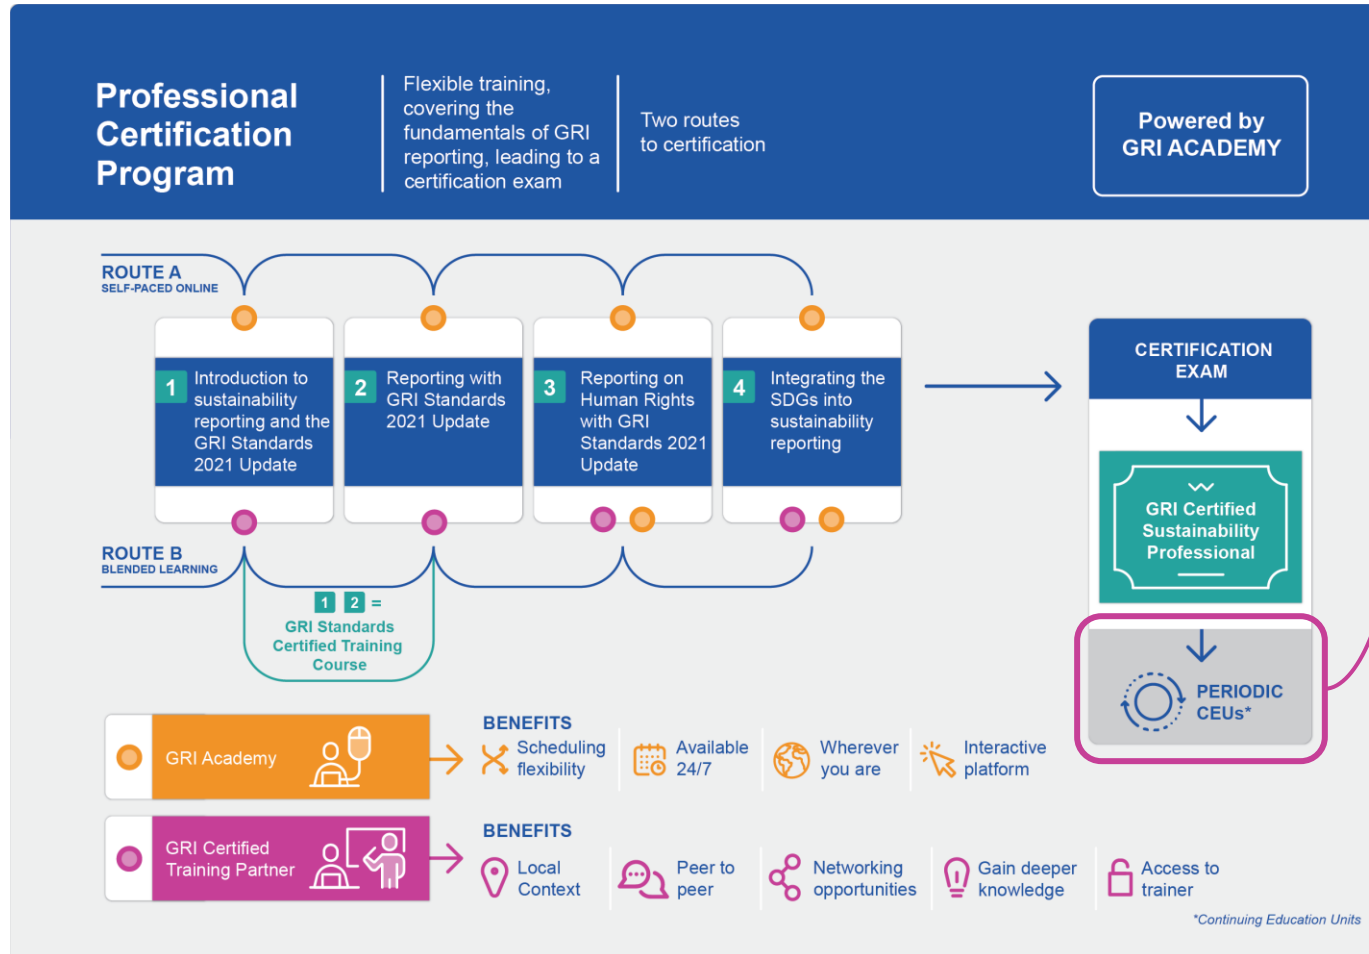 Professional
Certification
Program
Flexible training,
covering the
fundamentals of GRI
reporting, leading to a
certification exam
Two routes
to certification
Powered by
GRI ACADEMY
ROUTE A
SELF-PACED ONLINE
1
Introduction to
sustainability
reporting and the
GRI Standards
2021 Update
2
Reporting with
GRI Standards
2021 Update
3
Reporting on
Human Rights
with GRI
Standards 2021
Update
4
Integrating the
SDGs into
sustainability
reporting
CERTIFICATION
EXAM
GRI Certified
Sustainability
Professional
PERIODIC
CEUs*
ROUTE B
BLENDED LEARNING
1 2 =
GRI Standards
Certified Training
Course
GRI Academy
BENEFITS
Scheduling
flexibility
Available
24/7
Wherever
you are
Interactive
platform
GRI Certified
Training Partner
BENEFITS
Local
Context
Peer to
peer
Networking
opportunities
Gain deeper
knowledge
Access to
trainer
*Continuing Education Units